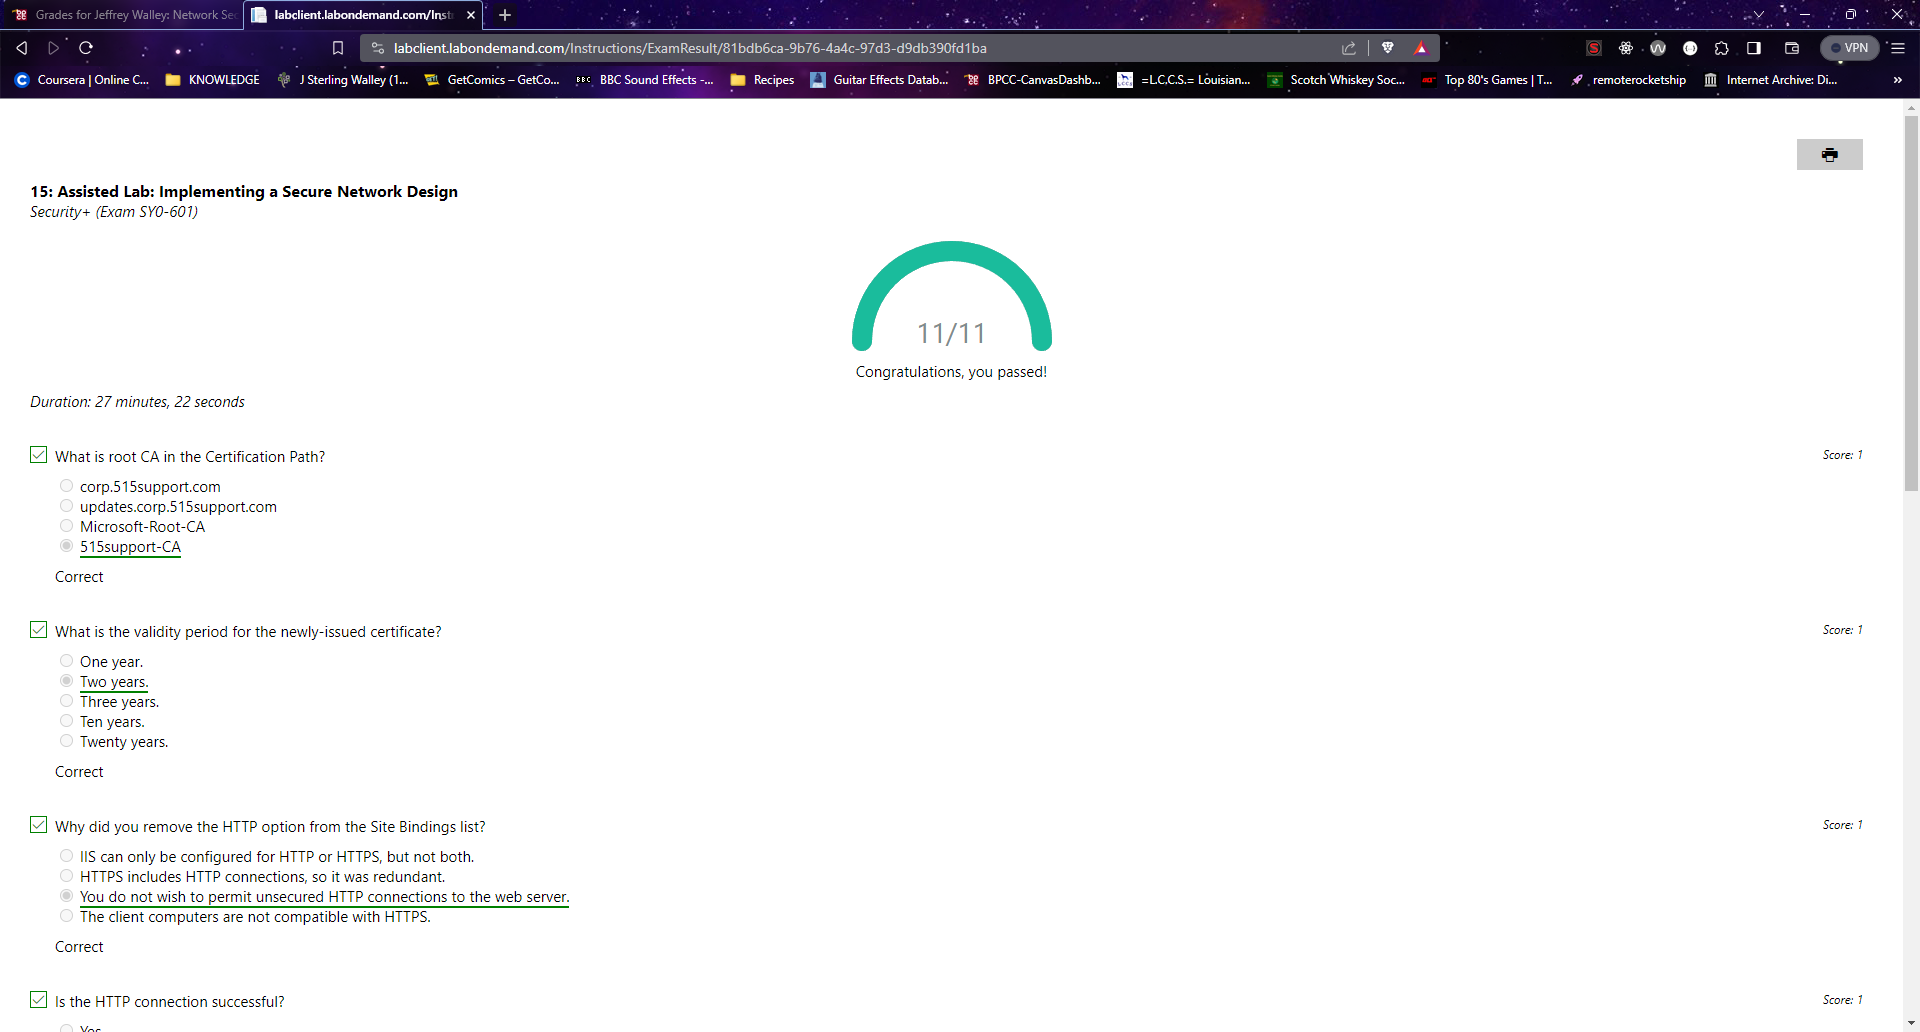 Grades for Jeffrey Walley: Network Sec
labclient.labondemand.com/Inst
labclient.labondemand.com/Instructions/ExamResult/81bdb6ca-9b76-4a4c-97d3-d9db390fd1ba
VPN
Coursera | Online C...
KNOWLEDGE
J Sterling Walley (1...
GetComics – GetCo...
BBC
BBC Sound Effects -...
Recipes
Guitar Effects Datab...
BPCC-CanvasDashb...
=L.C,C.S.= Louisian...
Scotch Whiskey Soc...
Top 80's Games | T...
remoterocketship
Internet Archive: Di...
15: Assisted Lab: Implementing a Secure Network Design
Security+ (Exam SY0-601)
11/11
Congratulations, you passed!
Duration: 27 minutes, 22 seconds
What is root CA in the Certification Path?
Score: 1
corp.515support.com
updates.corp.515support.com
Microsoft-Root-CA
515support-CA
Correct
What is the validity period for the newly-issued certificate?
Score: 1
One year.
Two years.
Three years.
Ten years.
Twenty years.
Correct
Why did you remove the HTTP option from the Site Bindings list?
Score: 1
IIS can only be configured for HTTP or HTTPS, but not both.
HTTPS includes HTTP connections, so it was redundant.
You do not wish to permit unsecured HTTP connections to the web server.
The client computers are not compatible with HTTPS.
Correct
Is the HTTP connection successful?
Score: 1
Yes